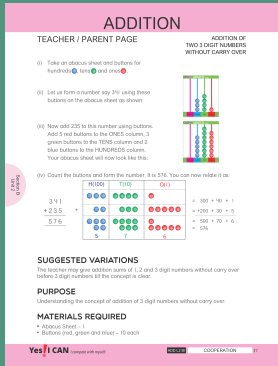 ADDITION
TEACHER / PARENT PAGE
ADDITION OF
TWO 3 DIGIT NUMBERS
WITHOUT CARRY OVER
(i) Take an abacus sheet and buttons for
hundreds, tens and ones.
(ii) Let us form a number say 341 using these
buttons on the abacus sheet as shown:
(iii) Now add 235 to this number using buttons.
Add 5 red buttons to the ONES column, 3
green buttons to the TENS column and 2
blue buttons to the HUNDREDS column.
Your abacus sheet will now look like this:
(iv) Count the buttons and form the number. It is 576. You can now relate it as:
H(100) T(10) O(1)
341 = 300 + 40 + 1
+235 + = +200 + 30 + 5
576 = 500 + 70 + 6
= 576
5 7 6
Section B
Unit 2
SUGGESTED VARIATIONS
The teacher may give addition sums of 1, 2 and 3 digit numbers without carry over
before 3 digit numbers till the concept is clear.
PURPOSE
Understanding the concept of addition of 3 digit numbers without carry over.
MATERIALS REQUIRED
• Abacus Sheet – 1
• Buttons (red, green and blue) – 10 each
Yes! I CAN
COOPERATION